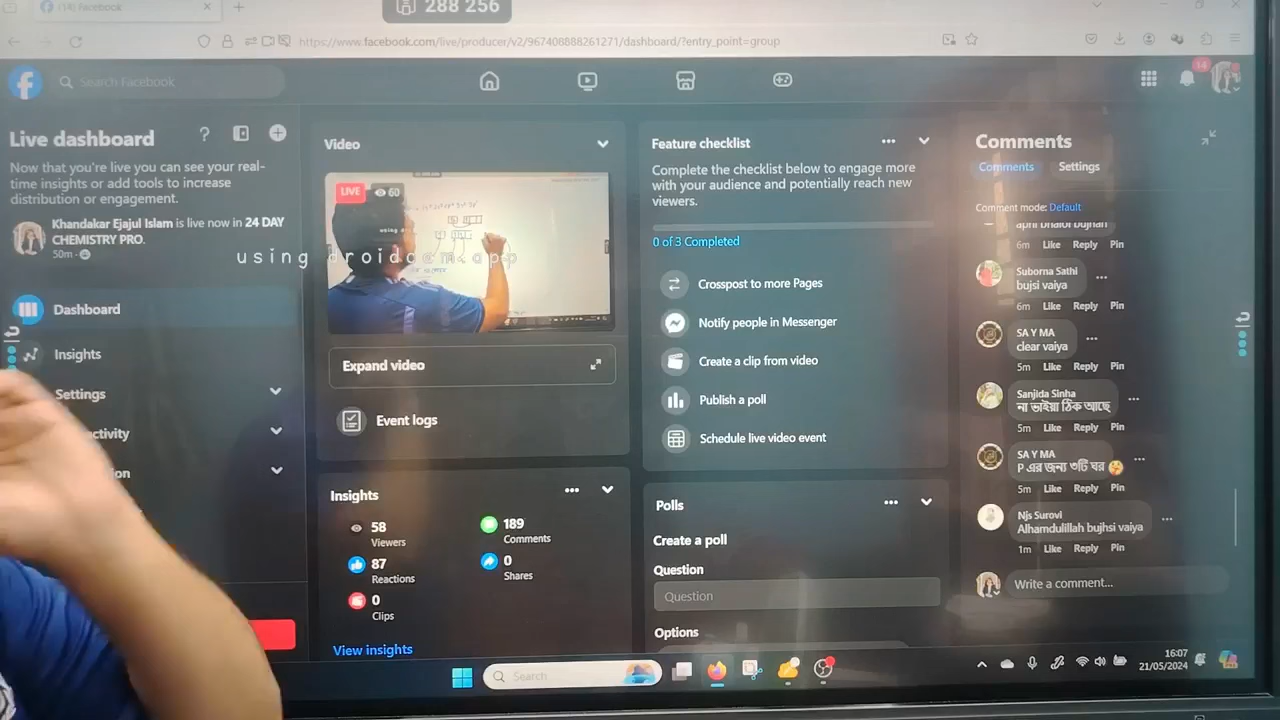 (14) Facebook
288 256
https://www.facebook.com/live/producer/v2/967408888261271/dashboard/?entry_point=group
Search Facebook
14
Live dashboard
Now that you're live you can see your real-
time insights or add tools to increase
distribution or engagement.
Khandakar Ejajul Islam is live now in 24 DAY
CHEMISTRY PRO.
50m
using droidcam app
Dashboard
Insights
Settings
Video
LIVE
60
Expand video
Event logs
Insights
58
Viewers
189
Comments
87
Reactions
0
Shares
0
Clips
View insights
Feature checklist
Complete the checklist below to engage more
with your audience and potentially reach new
viewers.
0 of 3 Completed
Crosspost to more Pages
Notify people in Messenger
Create a clip from video
Publish a poll
Schedule live video event
Polls
Create a poll
Question
Question
Options
Comments
Comments Settings
Comment mode: Default
6m Like Reply Pin
Suborna Sathi
bujsi vaiya
6m Like Reply Pin
SA Y MA
clear vaiya
5m Like Reply Pin
Sanjida Sinha
না ভাইয়া ঠিক আছে
5m Like Reply Pin
SA Y MA
P এর জন্য ৩টি ঘর
5m Like Reply Pin
Njs Surovi
Alhamdulillah bujhsi vaiya
1m Like Reply Pin
Write a comment...
Search
16:07
21/05/2024